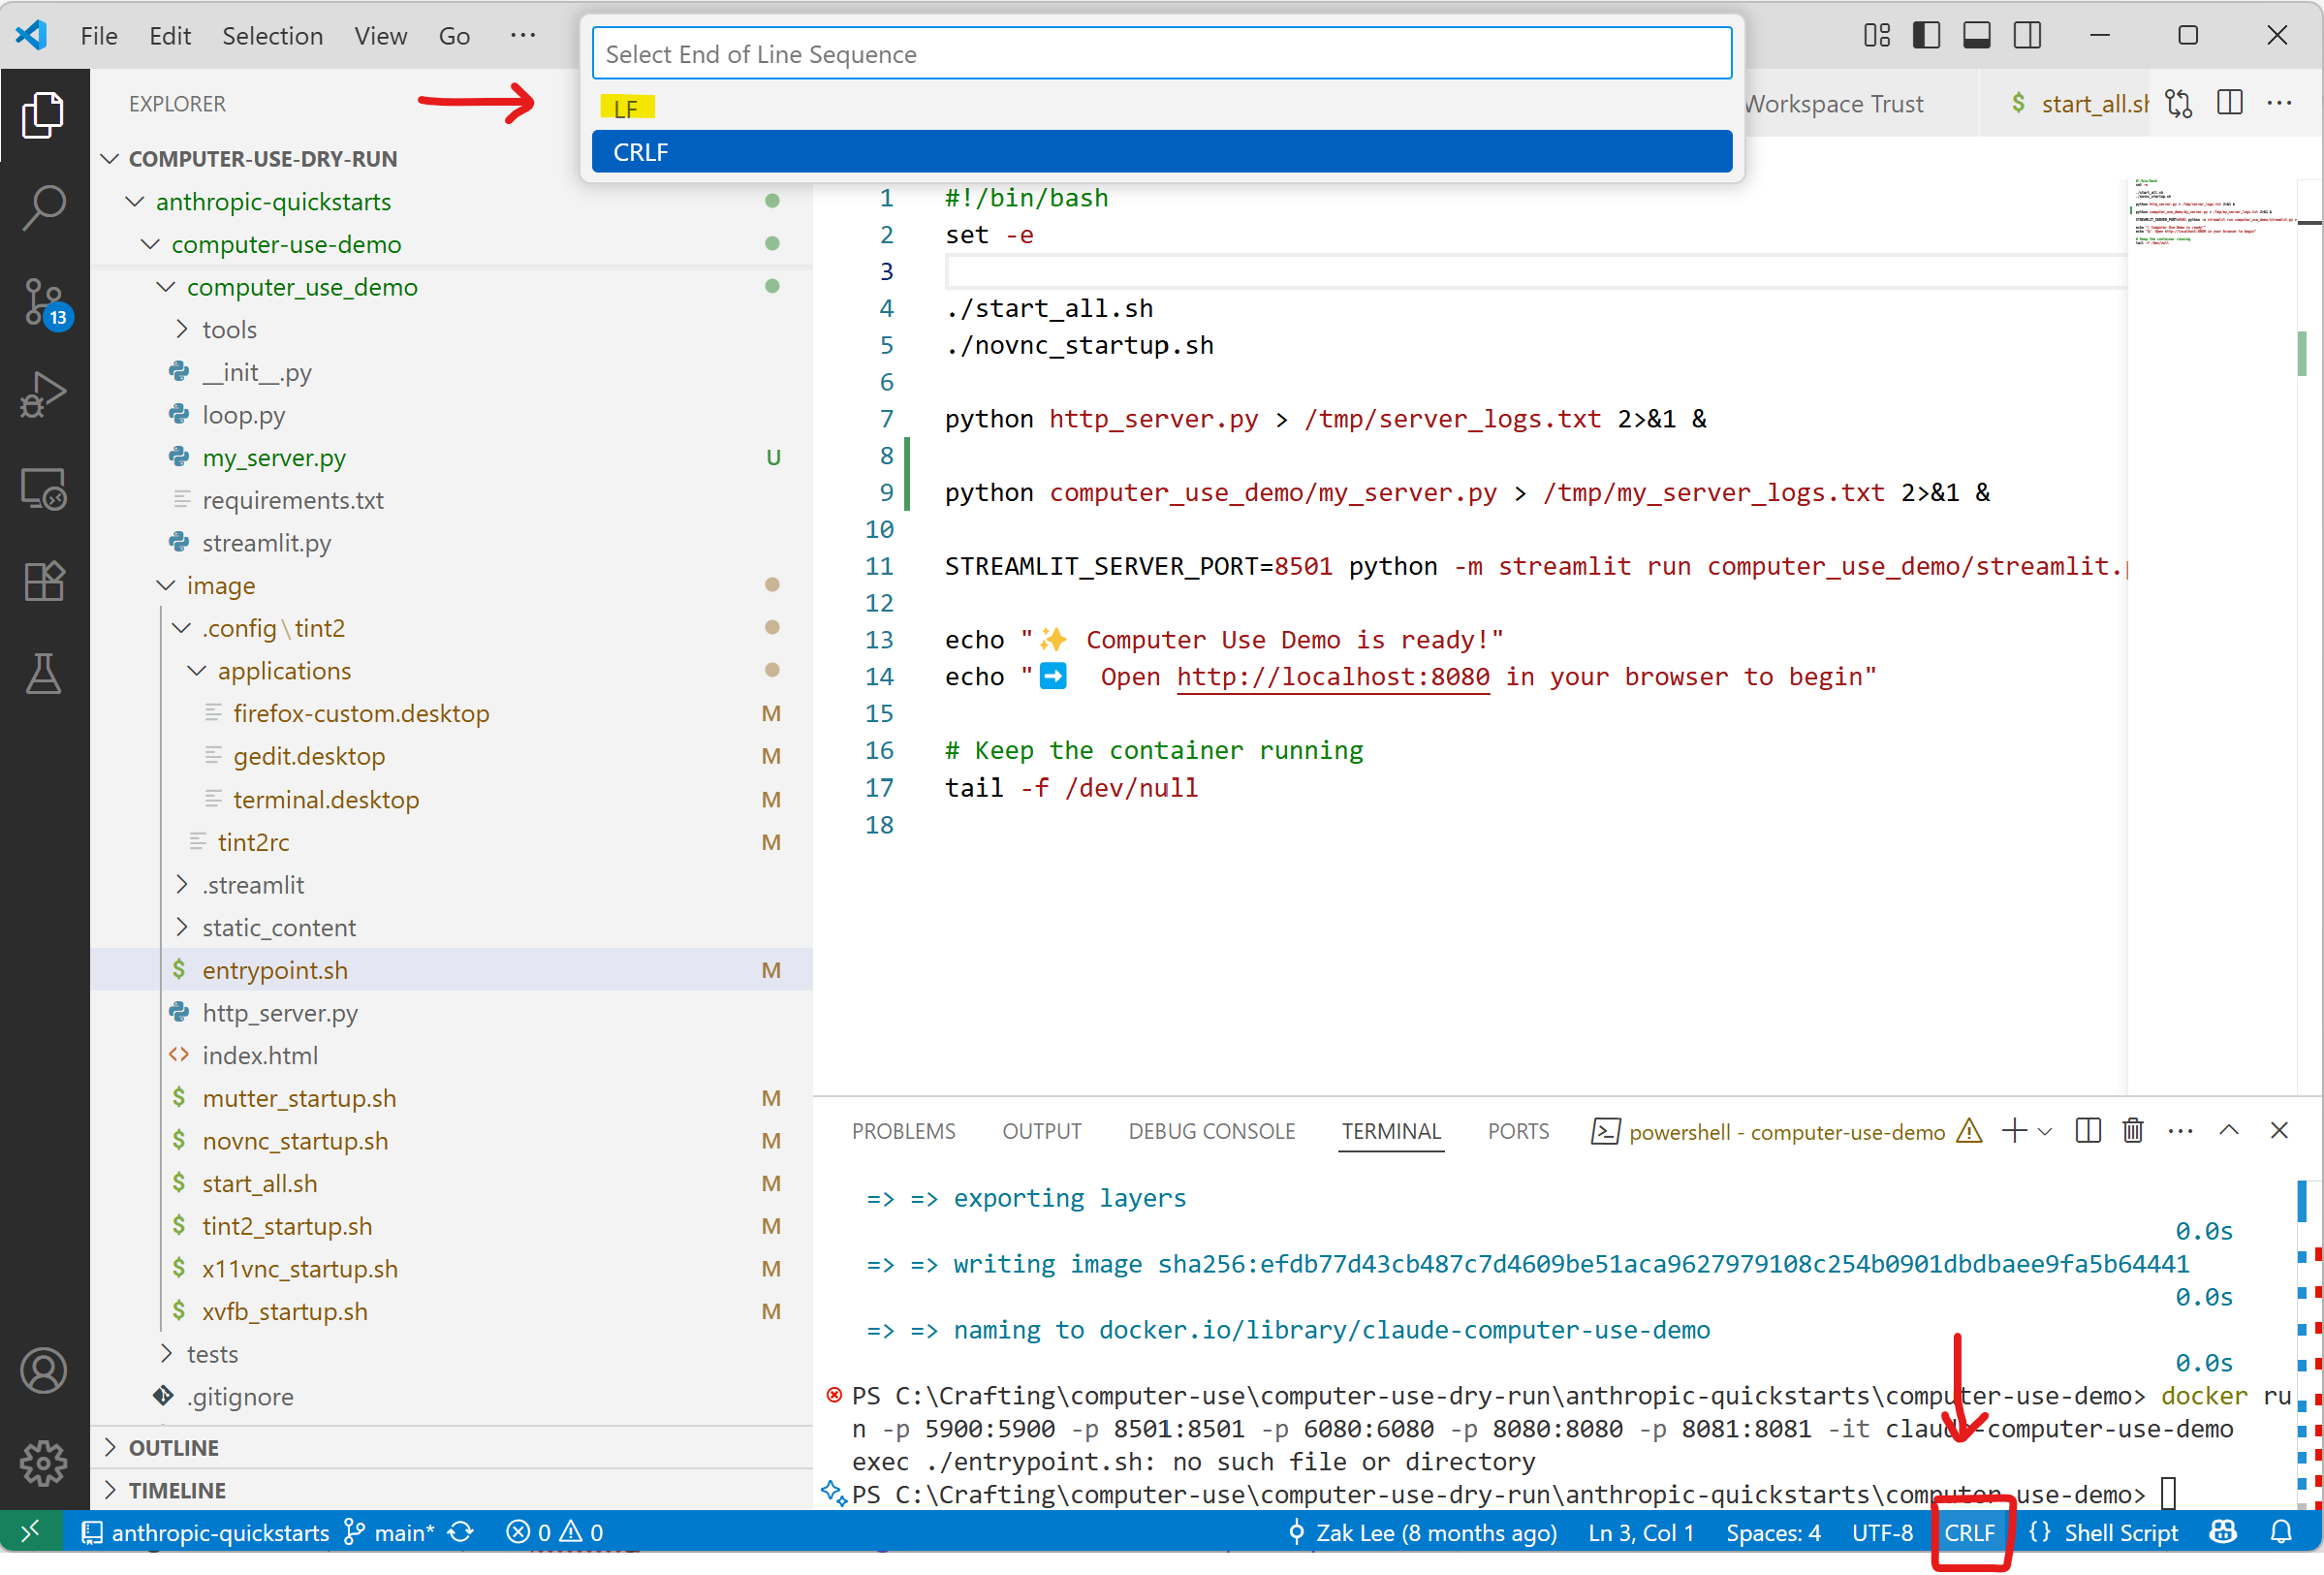 File Edit Selection View Go ···
Select End of Line Sequence
LF
CRLF
EXPLORER
Workspace Trust
$ start_all.sh
COMPUTER-USE-DRY-RUN
anthropic-quickstarts
computer-use-demo
computer_use_demo
tools
__init__.py
loop.py
my_server.py U
requirements.txt
streamlit.py
image
.config\tint2
applications
firefox-custom.desktop M
gedit.desktop M
terminal.desktop M
tint2rc M
.streamlit
static_content
$ entrypoint.sh M
http_server.py
<> index.html
$ mutter_startup.sh M
$ novnc_startup.sh M
$ start_all.sh M
$ tint2_startup.sh M
$ x11vnc_startup.sh M
$ xvfb_startup.sh M
tests
.gitignore
OUTLINE
TIMELINE
13
1 #!/bin/bash
2 set -e
3
4 ./start_all.sh
5 ./novnc_startup.sh
6
7 python http_server.py > /tmp/server_logs.txt 2>&1 &
8
9 python computer_use_demo/my_server.py > /tmp/my_server_logs.txt 2>&1 &
10
11 STREAMLIT_SERVER_PORT=8501 python -m streamlit run computer_use_demo/streamlit.p
12
13 echo "✨ Computer Use Demo is ready!"
14 echo "➡️  Open http://localhost:8080 in your browser to begin"
15
16 # Keep the container running
17 tail -f /dev/null
18
PROBLEMS OUTPUT DEBUG CONSOLE TERMINAL PORTS powershell - computer-use-demo
=> => exporting layers
0.0s
=> => writing image sha256:efdb77d43cb487c7d4609be51aca9627979108c254b0901dbdbaee9fa5b64441
0.0s
=> => naming to docker.io/library/claude-computer-use-demo
0.0s
PS C:\Crafting\computer-use\computer-use-dry-run\anthropic-quickstarts\computer-use-demo> docker ru
n -p 5900:5900 -p 8501:8501 -p 6080:6080 -p 8080:8080 -p 8081:8081 -it claude-computer-use-demo
exec ./entrypoint.sh: no such file or directory
PS C:\Crafting\computer-use\computer-use-dry-run\anthropic-quickstarts\computer-use-demo>
anthropic-quickstarts main* 0 0 Zak Lee (8 months ago) Ln 3, Col 1 Spaces: 4 UTF-8 CRLF {} Shell Script